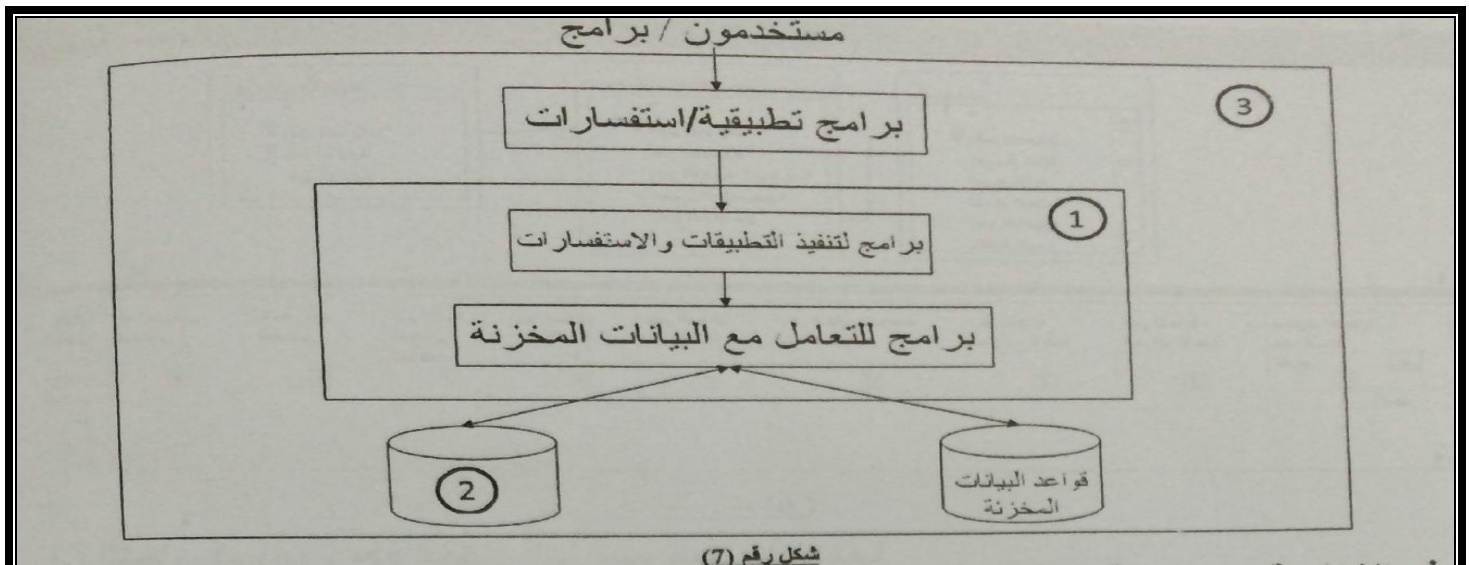 مستخدمون / برامج
3
برامج تطبيقية/استفسارات
1
برامج لتنفيذ التطبيقات والاستفسارات
برامج للتعامل مع البيانات المخزنة
قواعد البيانات
المخزنة
2
شكل رقم (7)